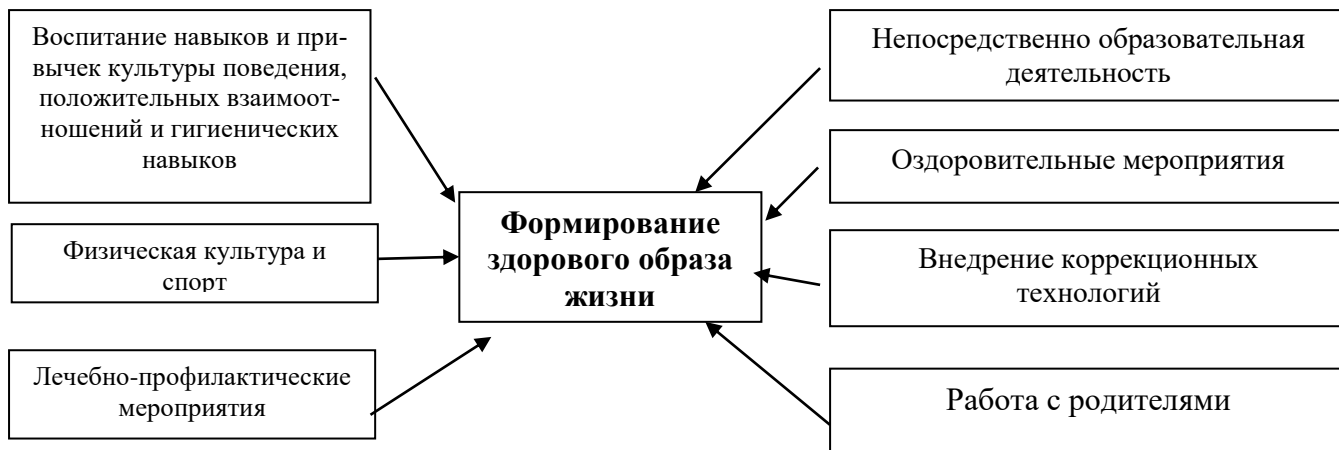 Воспитание навыков и при-
вычек культуры поведения,
положительных взаимоот-
ношений и гигиенических
навыков
Физическая культура и
спорт
Лечебно-профилактические
мероприятия
Формирование
здорового образа
жизни
Непосредственно образовательная
деятельность
Оздоровительные мероприятия
Внедрение коррекционных
технологий
Работа с родителями